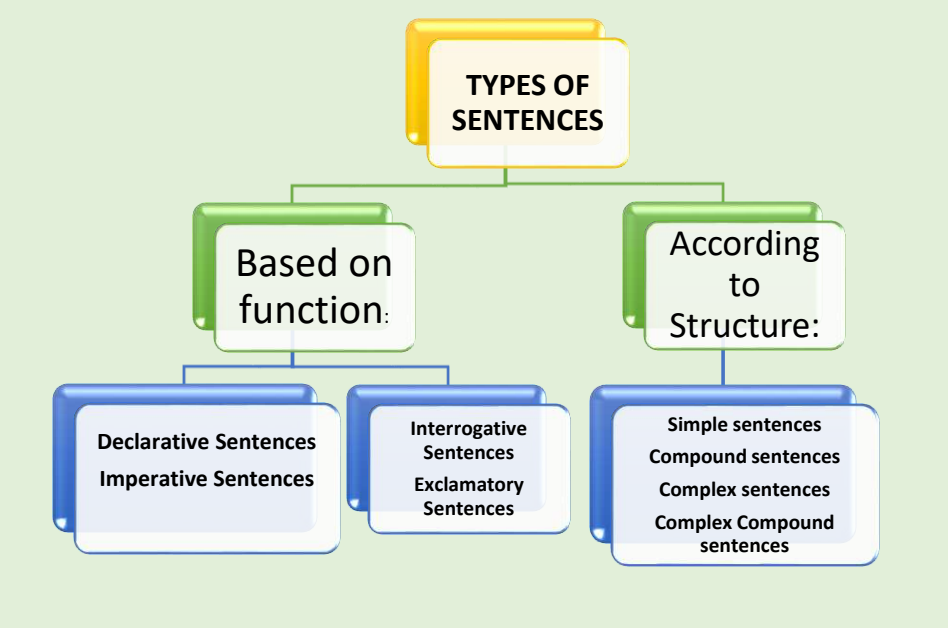 TYPES OF
SENTENCES
Based on
function:
According
to
Structure:
Declarative Sentences
Imperative Sentences
Interrogative
Sentences
Exclamatory
Sentences
Simple sentences
Compound sentences
Complex sentences
Complex Compound
sentences